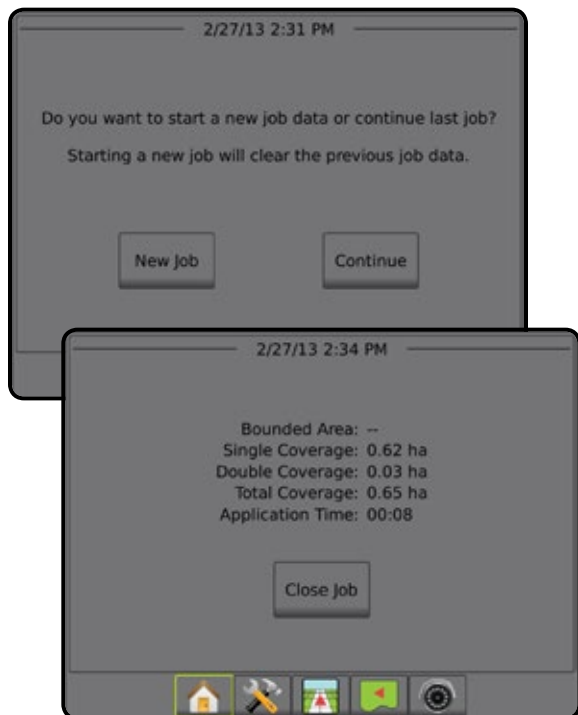 2/27/13 2:31 PM
Do you want to start a new job data or continue last job?
Starting a new job will clear the previous job data.
New Job
Continue
2/27/13 2:34 PM
Bounded Area: --
Single Coverage: 0.62 ha
Double Coverage: 0.03 ha
Total Coverage: 0.65 ha
Application Time: 00:08
Close Job